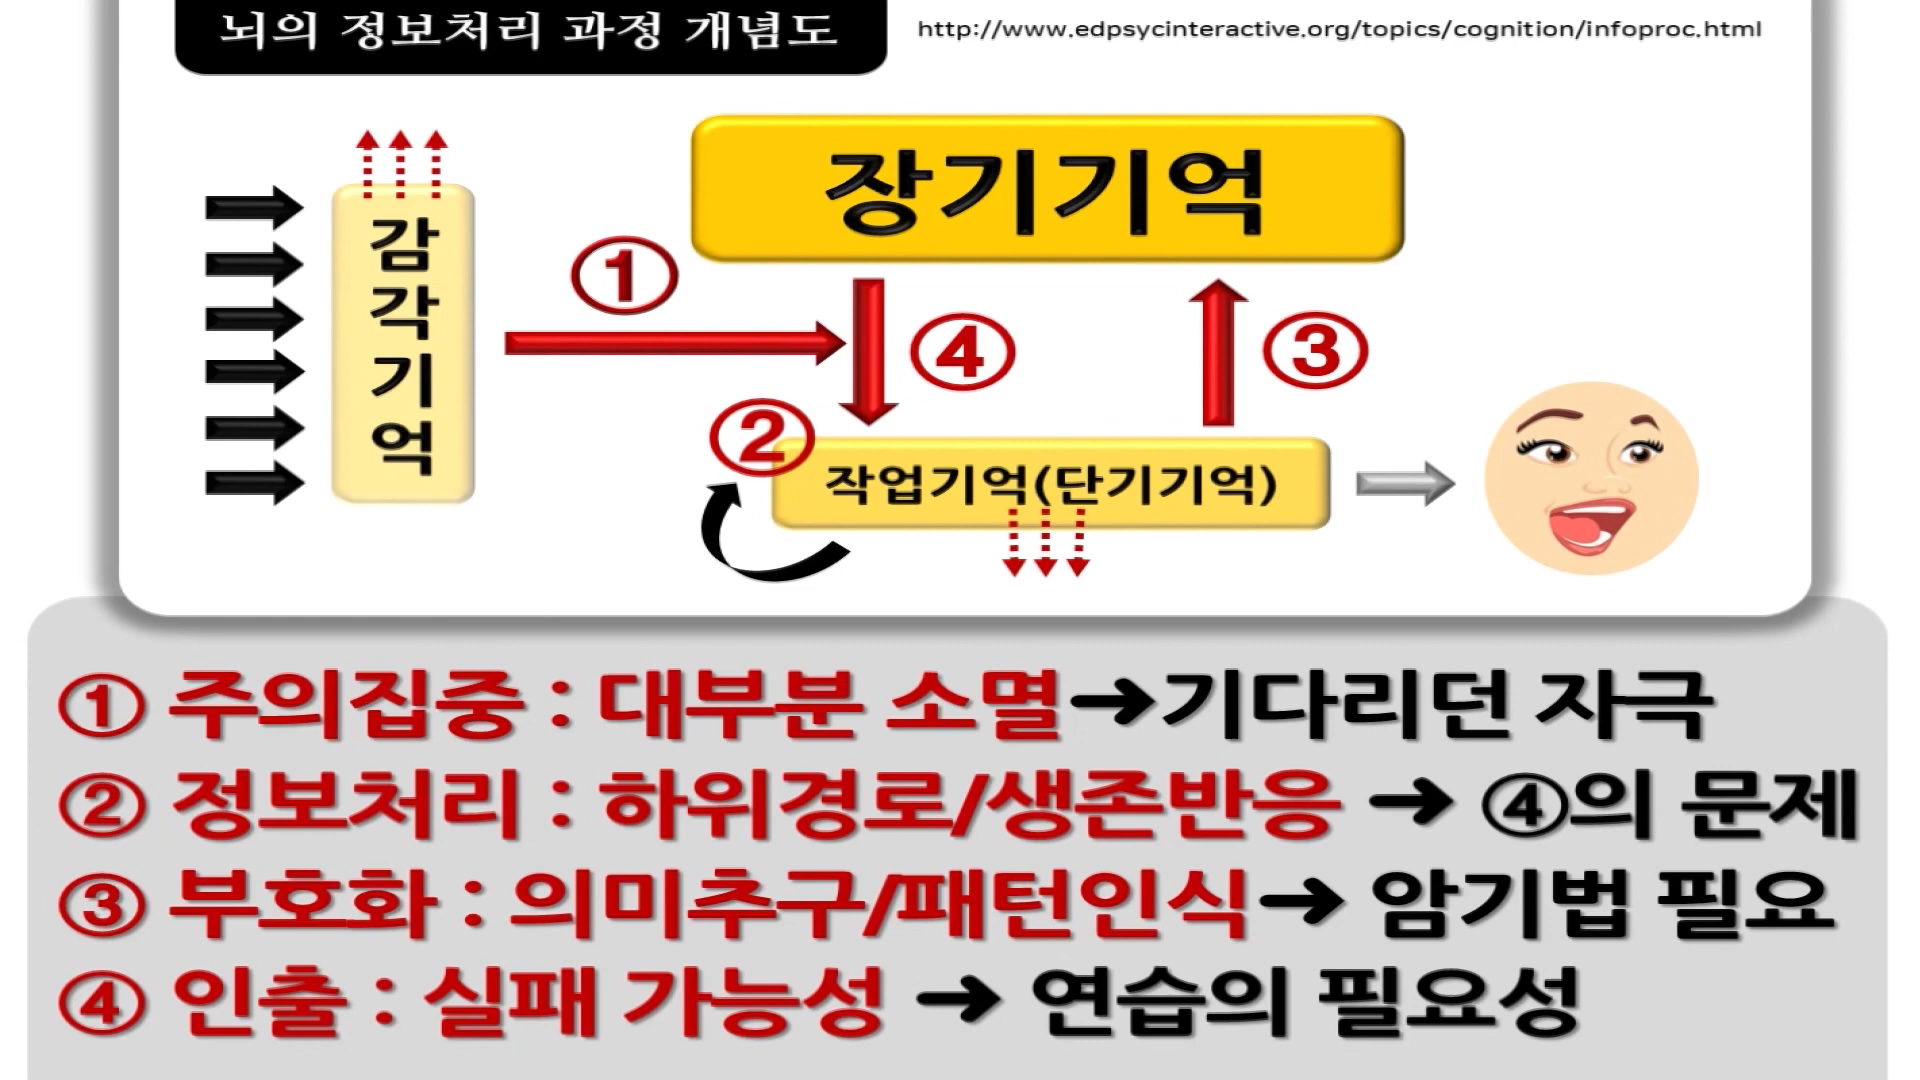 뇌의 정보처리 과정 개념도
http://www.edpsycinteractive.org/topics/cognition/infoproc.html
감각기억
장기기억
①
④
③
②
작업기억(단기기억)
① 주의집중 : 대부분 소멸➔기다리던 자극
② 정보처리 : 하위경로/생존반응 ➔ ④의 문제
③ 부호화 : 의미추구/패턴인식➔ 암기법 필요
④ 인출 : 실패 가능성 ➔ 연습의 필요성